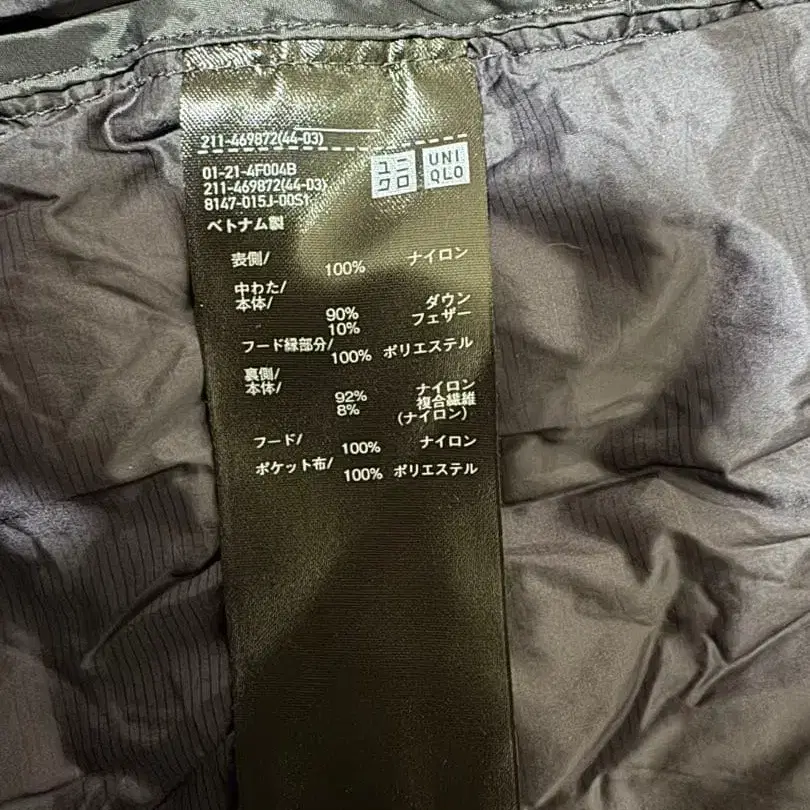 211-469872(44-03)
01-21-4F004B
211-469872(44-03)
8147-015J-00S1
ユニ
クロ
UNI
QLO
ベトナム製
表側/
100% ナイロン
中わた/
本体/
90% ダウン
10% フェザー
フード縁部分/
100% ポリエステル
裏側/
本体/
92% ナイロン
8% 複合繊維
(ナイロン)
フード/
100% ナイロン
ポケット布/
100% ポリエステル